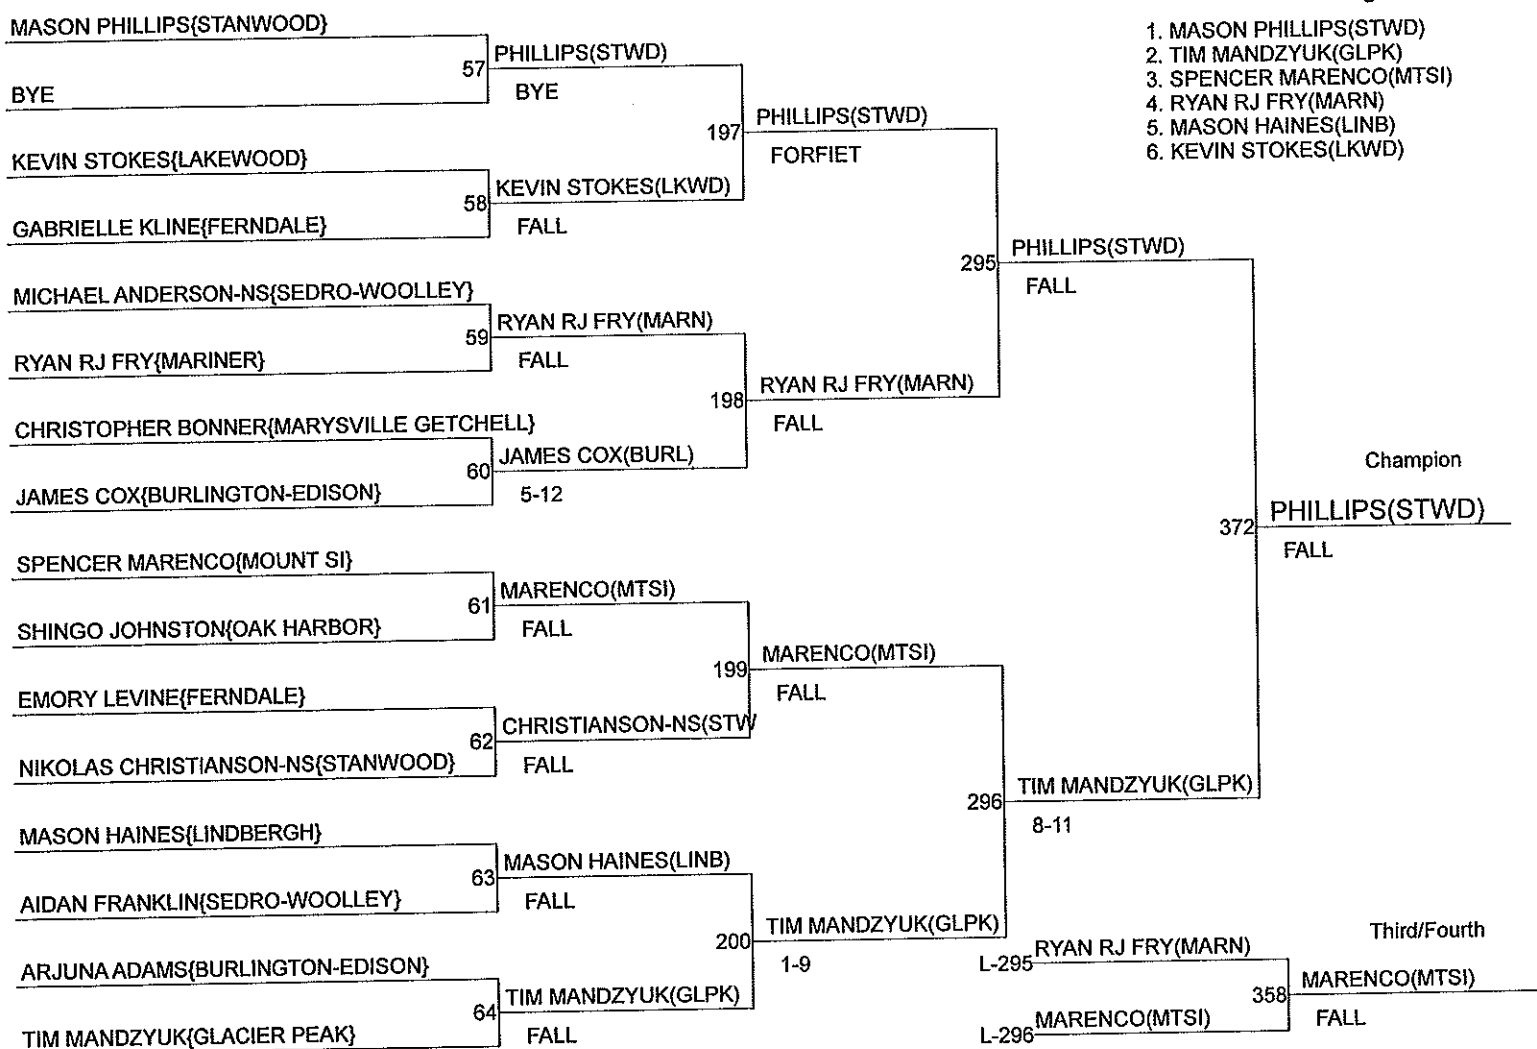 MASON PHILLIPS{STANWOOD}
57
PHILLIPS(STWD)
BYE
BYE
197
PHILLIPS(STWD)
FORFIET
KEVIN STOKES{LAKEWOOD}
58
KEVIN STOKES(LKWD)
FALL
GABRIELLE KLINE{FERNDALE}
295
PHILLIPS(STWD)
FALL
MICHAEL ANDERSON-NS{SEDRO-WOOLLEY}
59
RYAN RJ FRY(MARN)
FALL
RYAN RJ FRY{MARINER}
198
RYAN RJ FRY(MARN)
FALL
CHRISTOPHER BONNER{MARYSVILLE GETCHELL}
60
JAMES COX(BURL)
5-12
JAMES COX{BURLINGTON-EDISON}
1. MASON PHILLIPS(STWD)
2. TIM MANDZYUK(GLPK)
3. SPENCER MARENCO(MTSI)
4. RYAN RJ FRY(MARN)
5. MASON HAINES(LINB)
6. KEVIN STOKES(LKWD)
Champion
372
PHILLIPS(STWD)
FALL
SPENCER MARENCO{MOUNT SI}
61
MARENCO(MTSI)
FALL
SHINGO JOHNSTON{OAK HARBOR}
199
MARENCO(MTSI)
FALL
EMORY LEVINE{FERNDALE}
62
CHRISTIANSON-NS(STW
FALL
NIKOLAS CHRISTIANSON-NS{STANWOOD}
296
TIM MANDZYUK(GLPK)
8-11
MASON HAINES{LINDBERGH}
63
MASON HAINES(LINB)
FALL
AIDAN FRANKLIN{SEDRO-WOOLLEY}
200
TIM MANDZYUK(GLPK)
1-9
ARJUNA ADAMS{BURLINGTON-EDISON}
64
TIM MANDZYUK(GLPK)
FALL
TIM MANDZYUK{GLACIER PEAK}
Third/Fourth
L-295
RYAN RJ FRY(MARN)
358
MARENCO(MTSI)
FALL
L-296
MARENCO(MTSI)